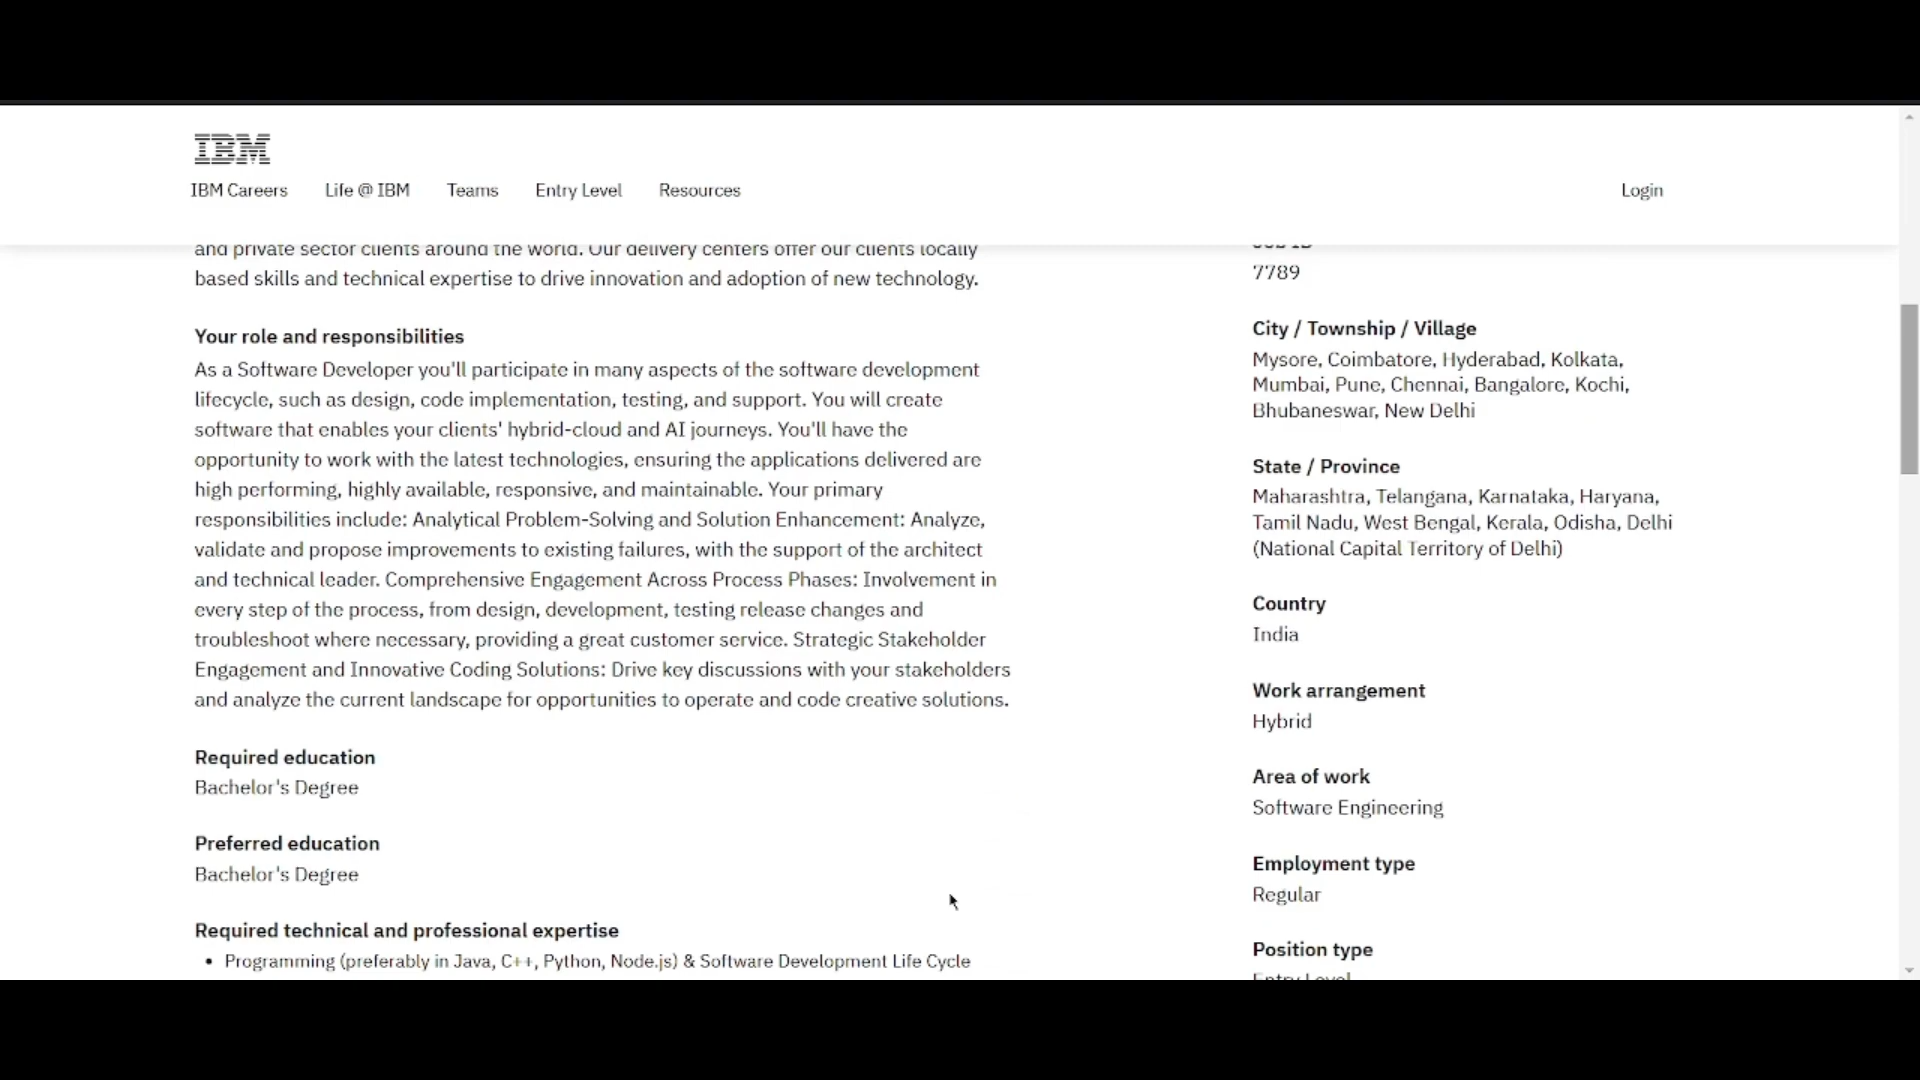 IBM
IBM Careers
Life @ IBM
Teams
Entry Level
Resources
Login
and private sector clients around the world. Our delivery centers offer our clients locally
based skills and technical expertise to drive innovation and adoption of new technology.
Your role and responsibilities
As a Software Developer you'll participate in many aspects of the software development
lifecycle, such as design, code implementation, testing, and support. You will create
software that enables your clients' hybrid-cloud and AI journeys. You'll have the
opportunity to work with the latest technologies, ensuring the applications delivered are
high performing, highly available, responsive, and maintainable. Your primary
responsibilities include: Analytical Problem-Solving and Solution Enhancement: Analyze,
validate and propose improvements to existing failures, with the support of the architect
and technical leader. Comprehensive Engagement Across Process Phases: Involvement in
every step of the process, from design, development, testing release changes and
troubleshoot where necessary, providing a great customer service. Strategic Stakeholder
Engagement and Innovative Coding Solutions: Drive key discussions with your stakeholders
and analyze the current landscape for opportunities to operate and code creative solutions.
Required education
Bachelor's Degree
Preferred education
Bachelor's Degree
Required technical and professional expertise
• Programming (preferably in Java, C++, Python, Node.js) & Software Development Life Cycle
7789
City / Township / Village
Mysore, Coimbatore, Hyderabad, Kolkata,
Mumbai, Pune, Chennai, Bangalore, Kochi,
Bhubaneswar, New Delhi
State / Province
Maharashtra, Telangana, Karnataka, Haryana,
Tamil Nadu, West Bengal, Kerala, Odisha, Delhi
(National Capital Territory of Delhi)
Country
India
Work arrangement
Hybrid
Area of work
Software Engineering
Employment type
Regular
Position type
Entry Level